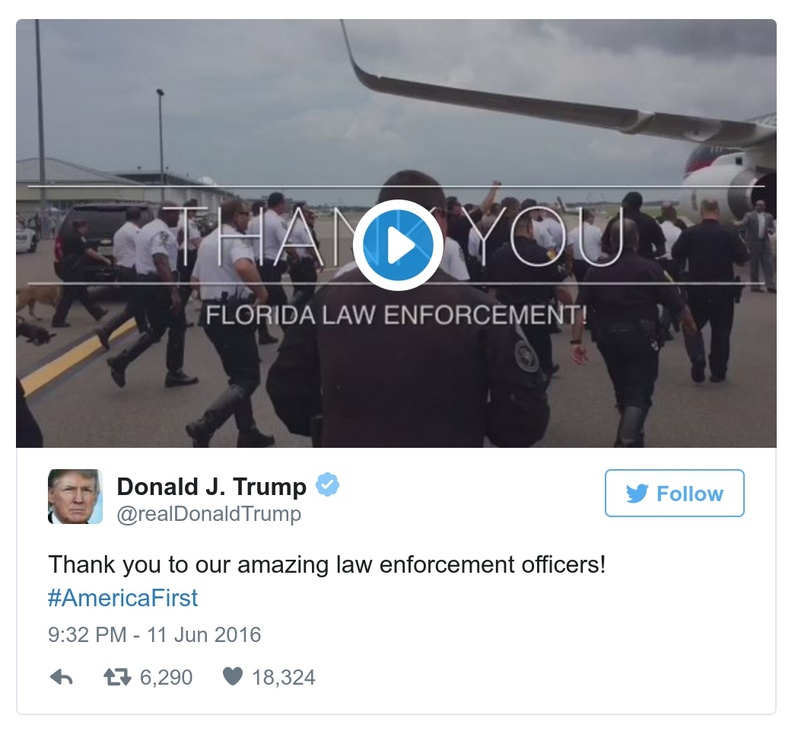 THANK YOU
FLORIDA LAW ENFORCEMENT!
Donald J. Trump
@realDonaldTrump
Follow
Thank you to our amazing law enforcement officers!
#AmericaFirst
9:32 PM - 11 Jun 2016
6,290 18,324